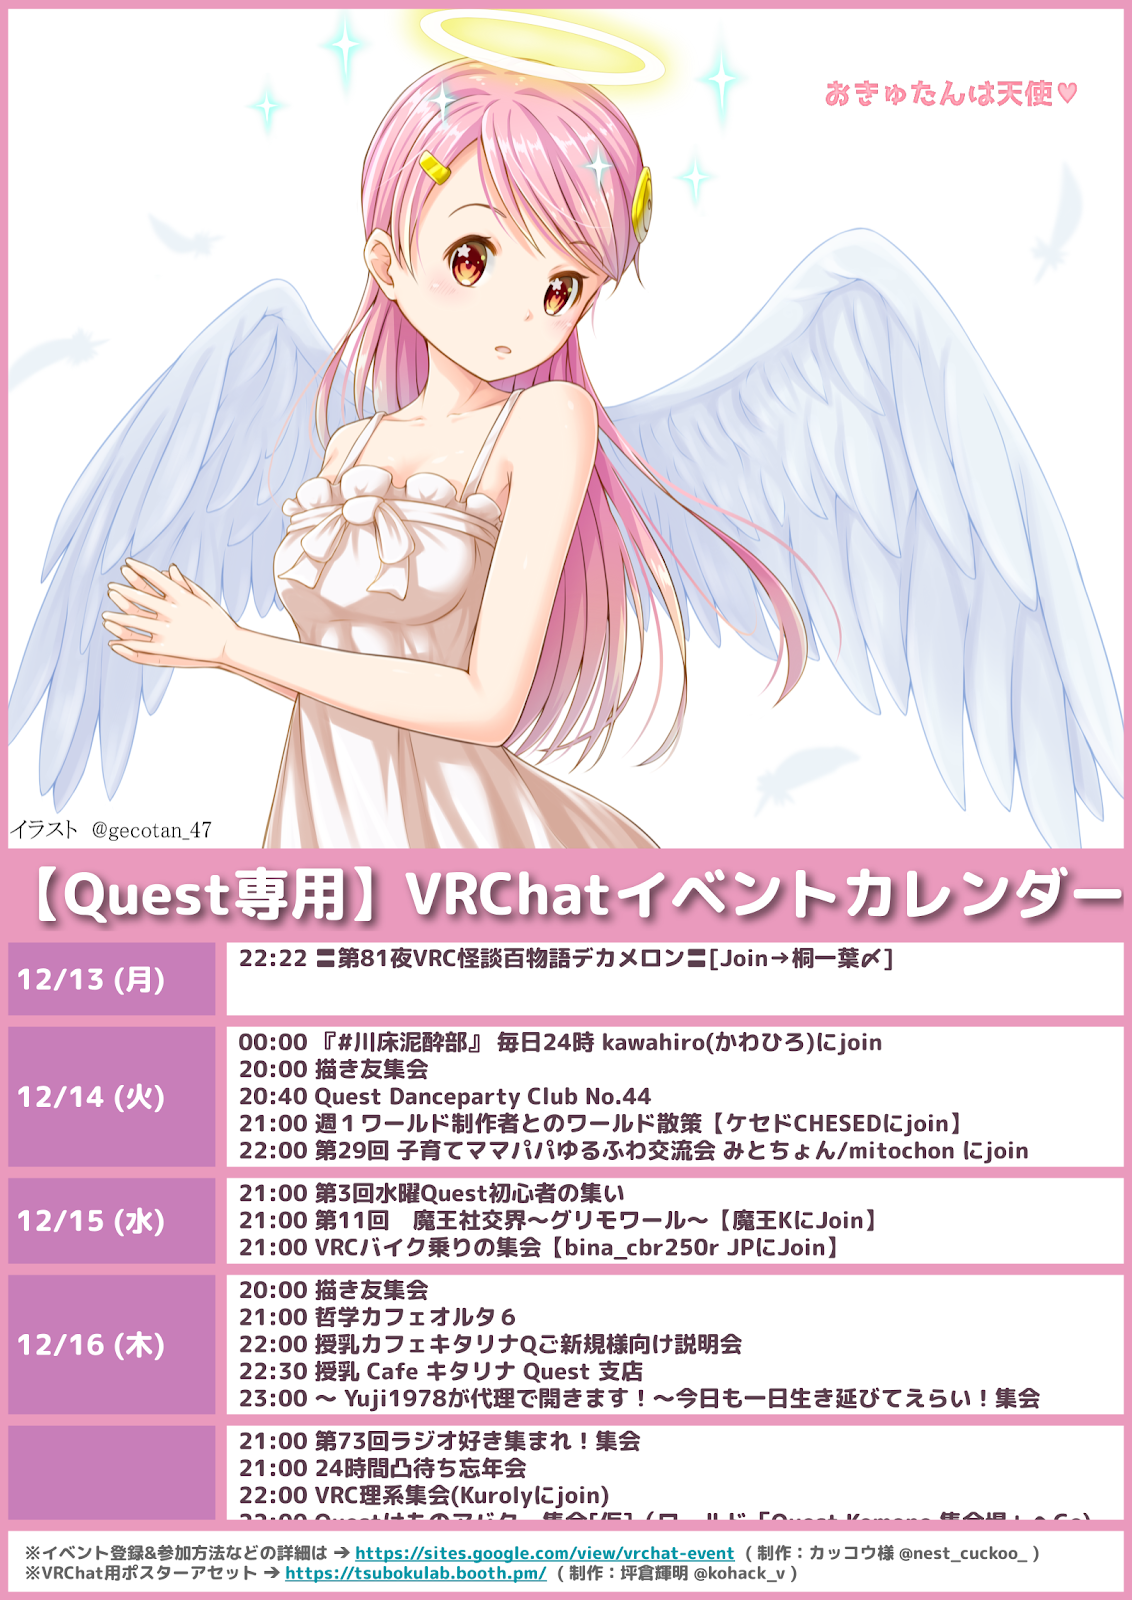 おきゅたんは天使♥
イラスト @gecotan_47
【Quest専用】VRChatイベントカレンダー
12/13 (月)
22:22 〓第81夜VRC怪談百物語デカメロン〓[Join→桐一葉〆]
12/14 (火)
00:00 『#川床泥酔部』 毎日24時 kawahiro(かわひろ)にjoin
20:00 描き友集会
20:40 Quest Danceparty Club No.44
21:00 週１ワールド制作者とのワールド散策【ケセドCHESEDにjoin】
22:00 第29回 子育てママパパゆるふわ交流会 みとちょん/mitochon にjoin
12/15 (水)
21:00 第3回水曜Quest初心者の集い
21:00 第11回　魔王社交界～グリモワール～【魔王KにJoin】
21:00 VRCバイク乗りの集会【bina_cbr250r JPにJoin】
12/16 (木)
20:00 描き友集会
21:00 哲学カフェオルタ６
22:00 授乳カフェキタリナQご新規様向け説明会
22:30 授乳 Cafe キタリナ Quest 支店
23:00 ～ Yuji1978が代理で開きます！～今日も一日生き延びてえらい！集会
21:00 第73回ラジオ好き集まれ！集会
21:00 24時間凸待ち忘年会
22:00 VRC理系集会(Kurolyにjoin)
22:00 Questけものアバター集会[仮]（ワールド「Quest Kemono 集会場」へGo)
※イベント登録&参加方法などの詳細は → https://sites.google.com/view/vrchat-event ( 制作：カッコウ様 @nest_cuckoo_ )
※VRChat用ポスターアセット → https://tsubokulab.booth.pm/ ( 制作：坪倉輝明 @kohack_v )